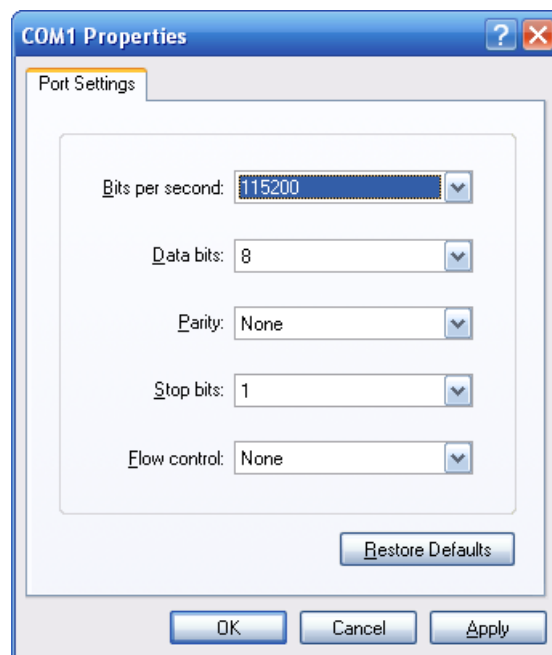 COM1 Properties
Port Settings
Bits per second: 115200
Data bits: 8
Parity: None
Stop bits: 1
Flow control: None
Restore Defaults
OK Cancel Apply